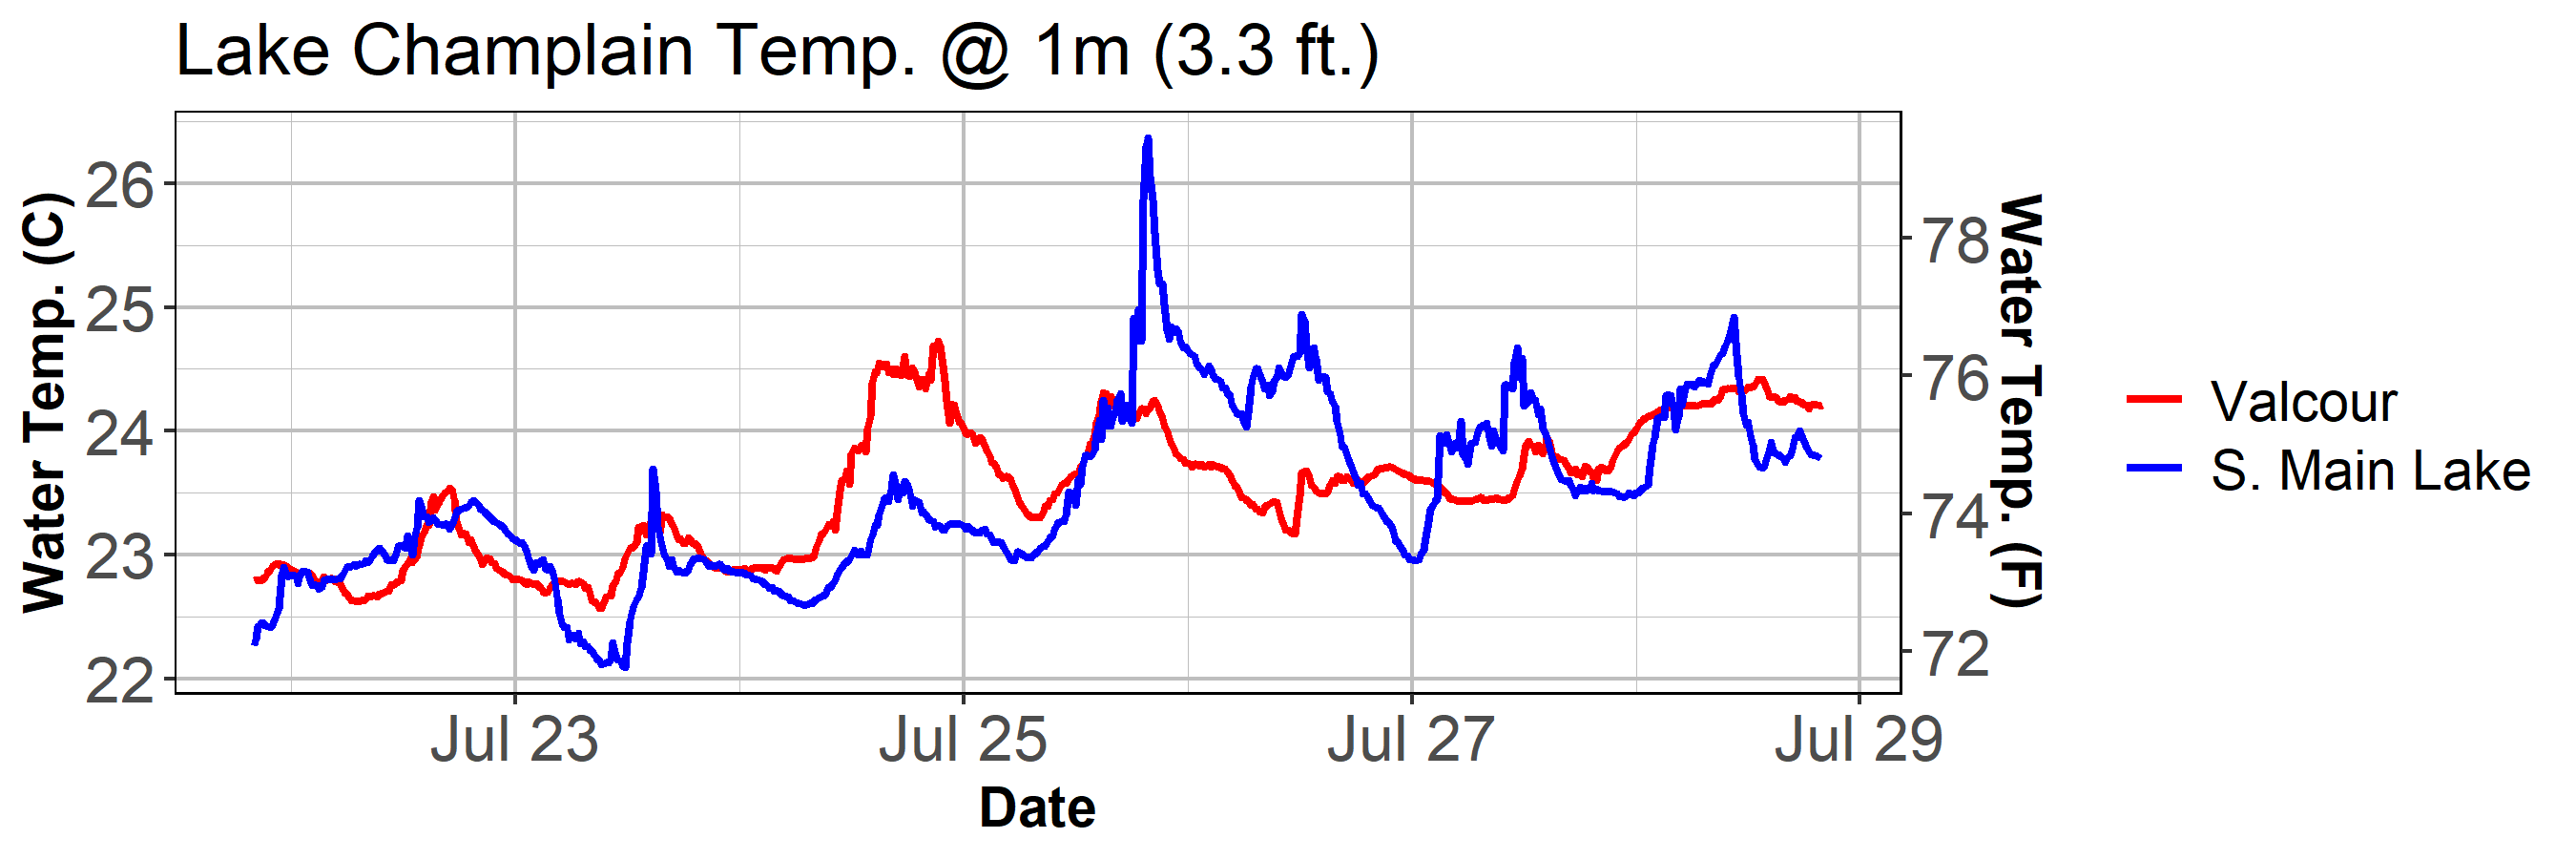 Lake Champlain Temp. @ 1m (3.3 ft.)
Water Temp. (C)
26
25
24
23
22
78
76
74
72
Water Temp. (F)
Jul 23
Jul 25
Jul 27
Jul 29
Date
Valcour
S. Main Lake